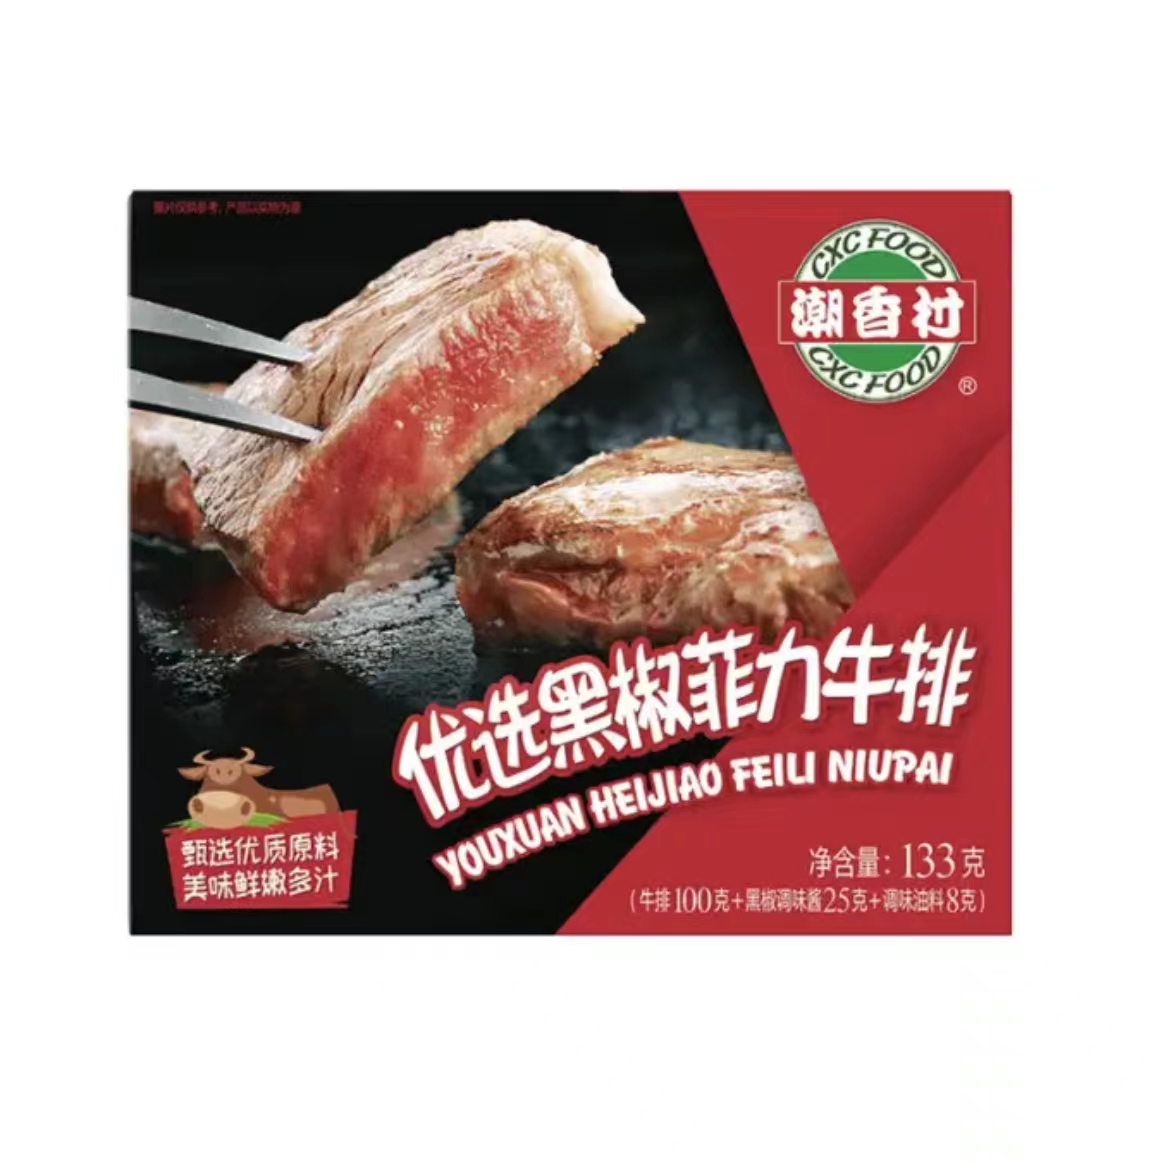 图片仅供参考，产品以实物为准
CXC FOOD
潮香村
CXC FOOD
®
优选黑椒菲力牛排
YOUXUAN HEIJIAO FEILI NIUPAI
甄选优质原料
美味鲜嫩多汁
净含量：133克
（牛排100克+黑椒调味酱25克+调味油料8克）